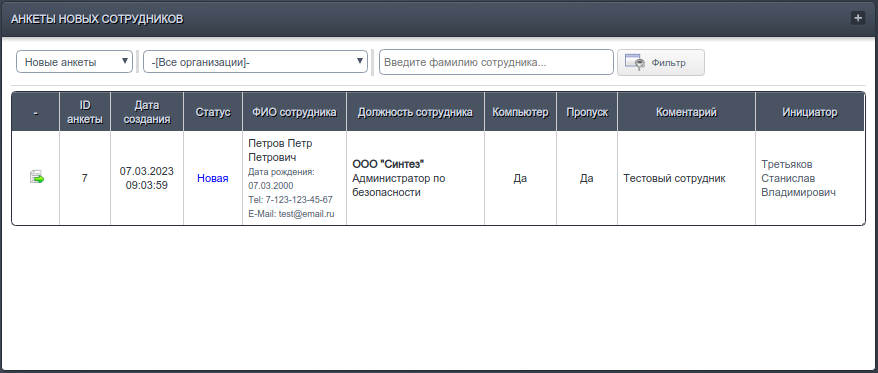 АНКЕТЫ НОВЫХ СОТРУДНИКОВ
+
Новые анкеты
-[Все организации]-
Введите фамилию сотрудника...
Фильтр
-
ID
анкеты
Дата
создания
Статус
ФИО сотрудника
Должность сотрудника
Компьютер
Пропуск
Коментарий
Инициатор
7
07.03.2023
09:03:59
Новая
Петров Петр
Петрович
Дата рождения:
07.03.2000
Tel: 7-123-123-45-67
E-Mail: test@email.ru
ООО "Синтез"
Администратор по
безопасности
Да
Да
Тестовый сотрудник
Третьяков
Станислав
Владимирович